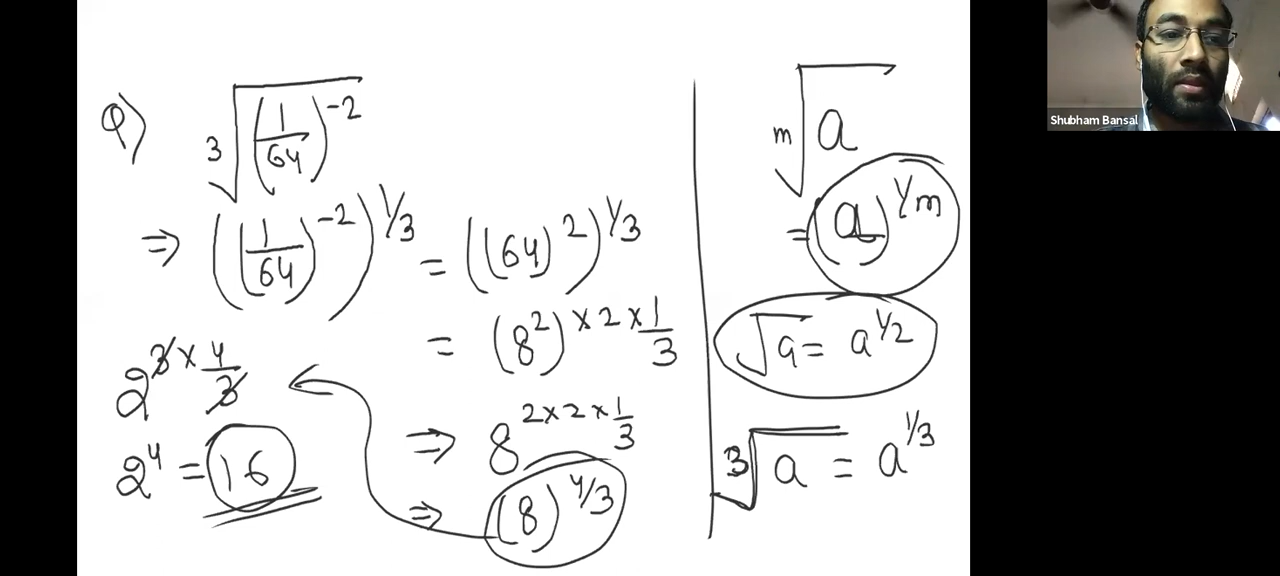 Q) ∛((1/64)^-2)
⇒ ((1/64)^-2)^1/3 = ((64)^2)^1/3
= (8^2)^×2×1/3
⇒ 8^2×2×1/3
⇒ (8)^4/3
2^3×4/3
2^4 = 16
m√a
= (a)^1/m
√a = a^1/2
3√a = a^1/3
Shubham Bansal